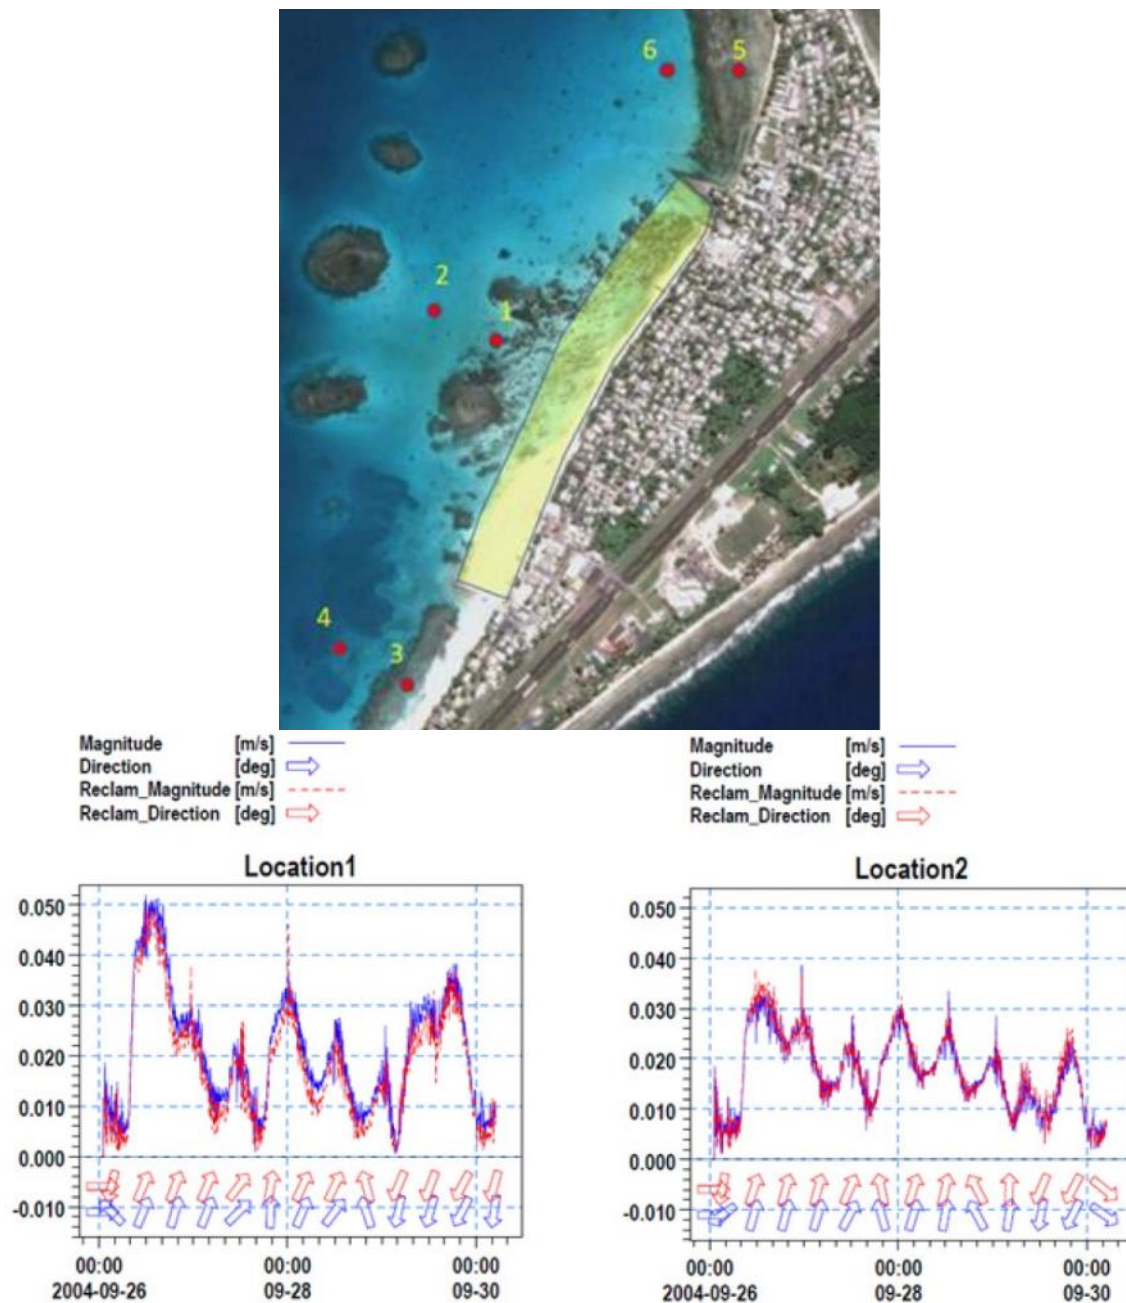 6 5
2
1
4
3
Magnitude [m/s]
Direction [deg]
Reclam_Magnitude [m/s]
Reclam_Direction [deg]
Magnitude [m/s]
Direction [deg]
Reclam_Magnitude [m/s]
Reclam_Direction [deg]
Location1
0.050
0.040
0.030
0.020
0.010
0.000
-0.010
00:00 00:00 00:00
2004-09-26 09-28 09-30
Location2
0.050
0.040
0.030
0.020
0.010
0.000
-0.010
00:00 00:00 00:00
2004-09-26 09-28 09-30